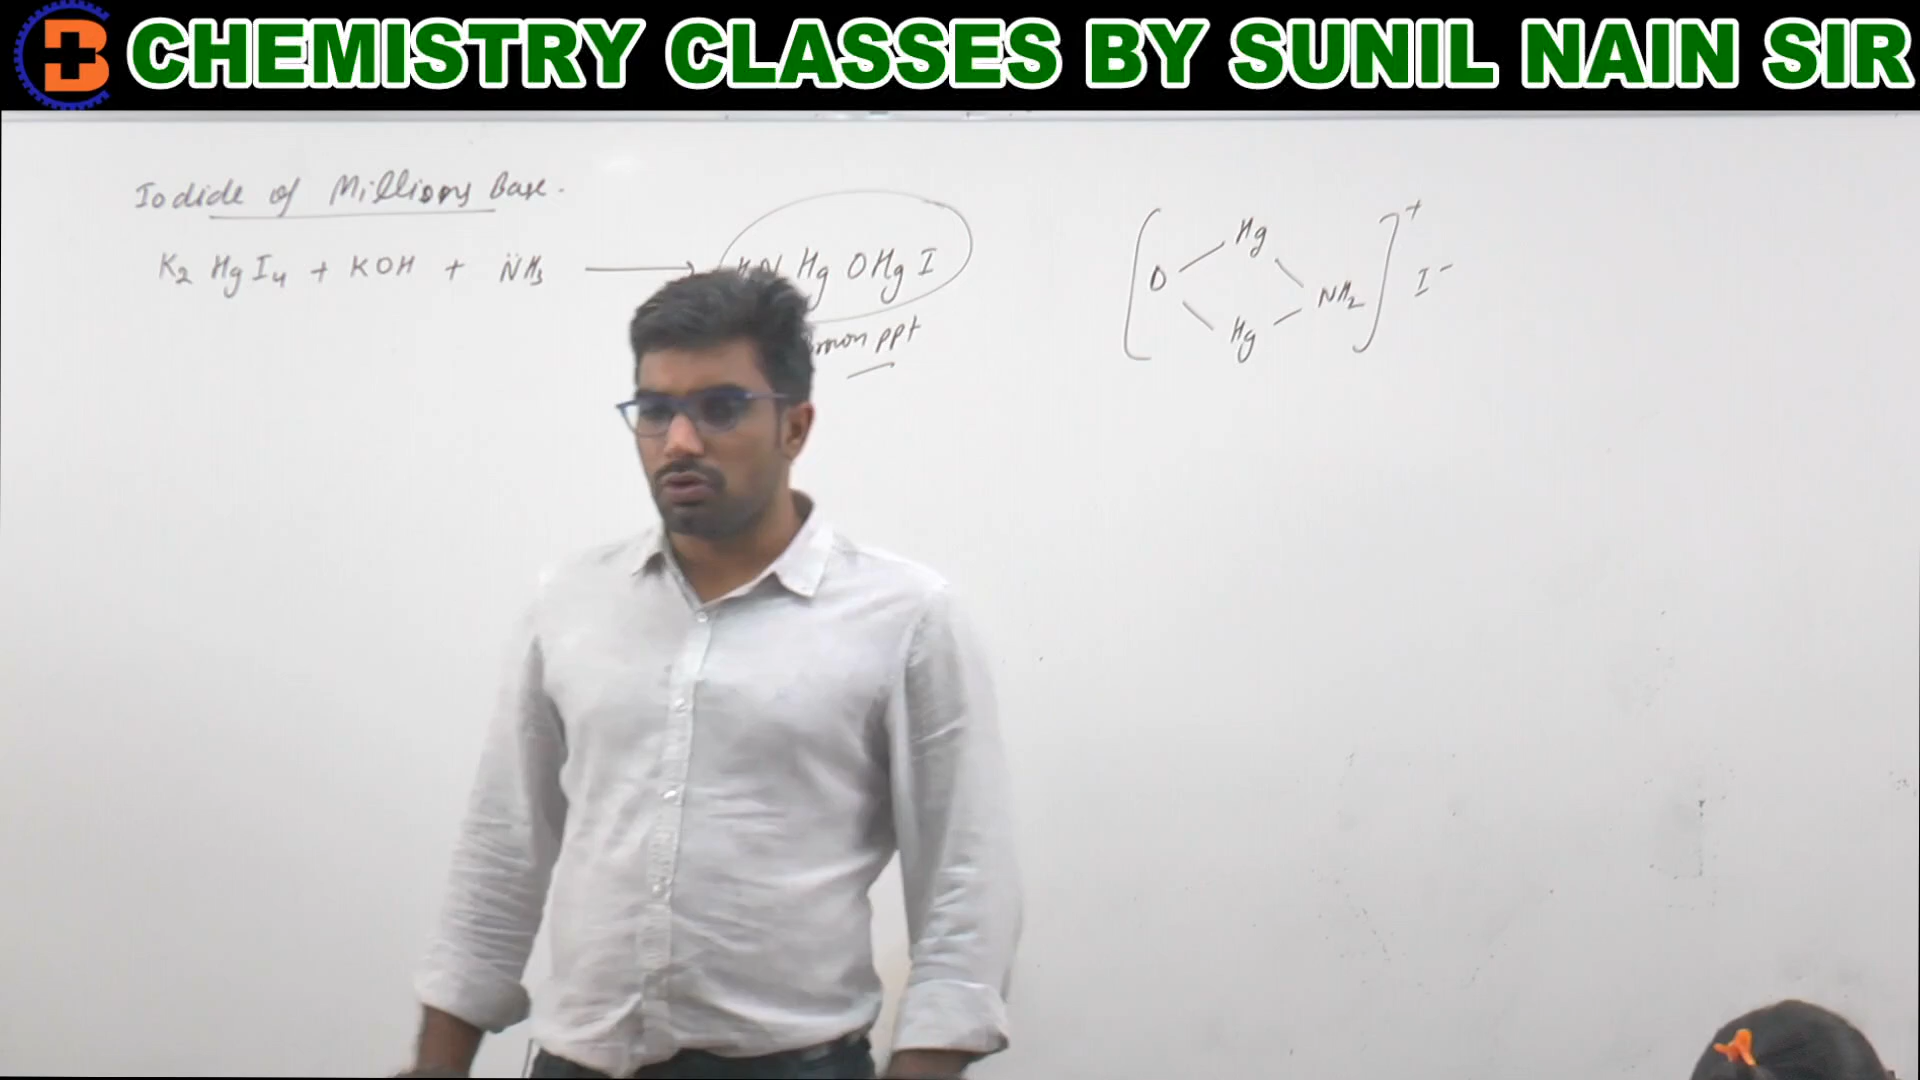 CHEMISTRY CLASSES BY SUNIL NAIN SIR
Iodide of Millions Base.
K2 HgI4 + KOH + NH3 → Hg OHg I
ppt
[ O Hg Hg NH2 ]+ I-